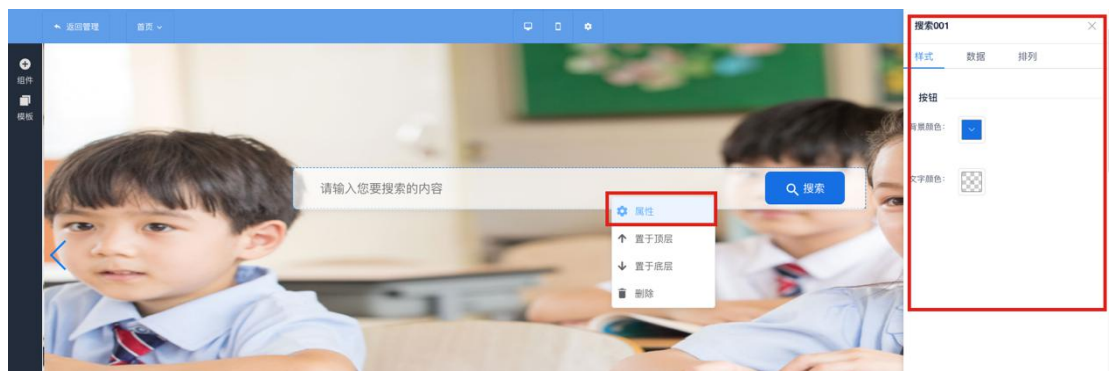 返回管理
首页
搜索001
样式 数据 排列
组件
模板
按钮
背景颜色：
文字颜色：
请输入您要搜索的内容
搜索
属性
置于顶层
置于底层
删除